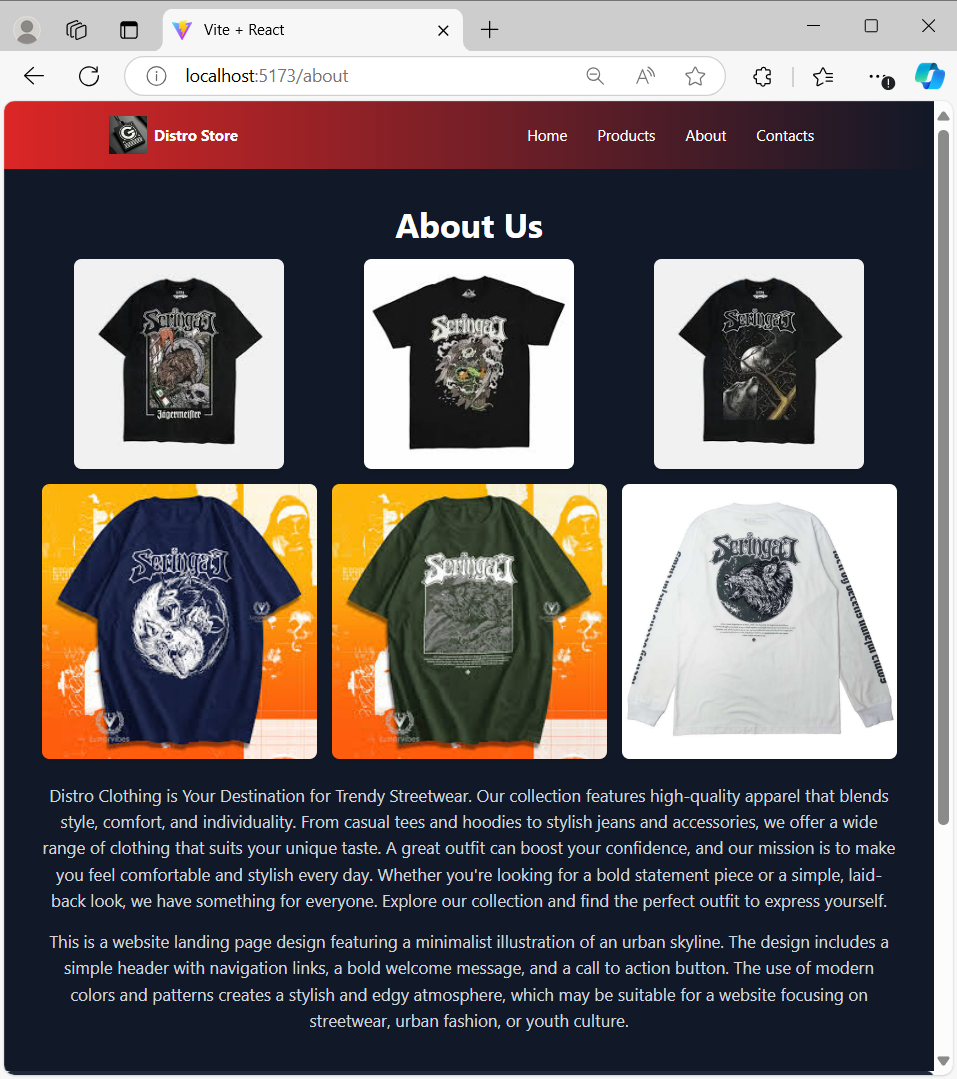 Vite + React
localhost:5173/about
G
Distro Store
Home
Products
About
Contacts
About Us
Seringai
Jägermeister
Seringai
Seringai
Seringai
Seringai
Seringai
Distro Clothing is Your Destination for Trendy Streetwear. Our collection features high-quality apparel that blends
style, comfort, and individuality. From casual tees and hoodies to stylish jeans and accessories, we offer a wide
range of clothing that suits your unique taste. A great outfit can boost your confidence, and our mission is to make
you feel comfortable and stylish every day. Whether you're looking for a bold statement piece or a simple, laid-
back look, we have something for everyone. Explore our collection and find the perfect outfit to express yourself.
This is a website landing page design featuring a minimalist illustration of an urban skyline. The design includes a
simple header with navigation links, a bold welcome message, and a call to action button. The use of modern
colors and patterns creates a stylish and edgy atmosphere, which may be suitable for a website focusing on
streetwear, urban fashion, or youth culture.